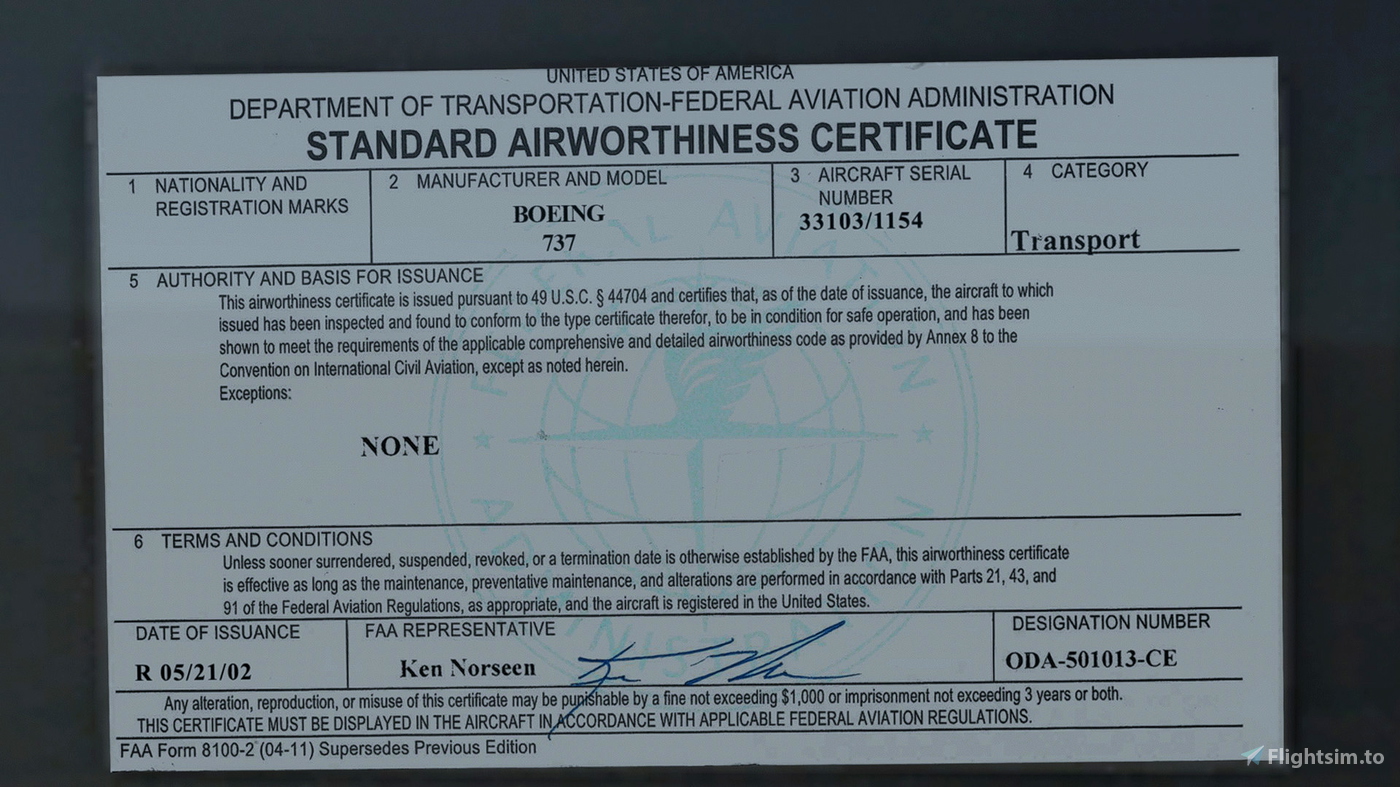 UNITED STATES OF AMERICA
DEPARTMENT OF TRANSPORTATION-FEDERAL AVIATION ADMINISTRATION
STANDARD AIRWORTHINESS CERTIFICATE
1 NATIONALITY AND
REGISTRATION MARKS
2 MANUFACTURER AND MODEL
BOEING
737
3 AIRCRAFT SERIAL
NUMBER
33103/1154
4 CATEGORY
Transport
5 AUTHORITY AND BASIS FOR ISSUANCE
This airworthiness certificate is issued pursuant to 49 U.S.C. § 44704 and certifies that, as of the date of issuance, the aircraft to which
issued has been inspected and found to conform to the type certificate therefor, to be in condition for safe operation, and has been
shown to meet the requirements of the applicable comprehensive and detailed airworthiness code as provided by Annex 8 to the
Convention on International Civil Aviation, except as noted herein.
Exceptions:
NONE
6 TERMS AND CONDITIONS
Unless sooner surrendered, suspended, revoked, or a termination date is otherwise established by the FAA, this airworthiness certificate
is effective as long as the maintenance, preventative maintenance, and alterations are performed in accordance with Parts 21, 43, and
91 of the Federal Aviation Regulations, as appropriate, and the aircraft is registered in the United States.
DATE OF ISSUANCE
R 05/21/02
FAA REPRESENTATIVE
Ken Norseen
DESIGNATION NUMBER
ODA-501013-CE
Any alteration, reproduction, or misuse of this certificate may be punishable by a fine not exceeding $1,000 or imprisonment not exceeding 3 years or both.
THIS CERTIFICATE MUST BE DISPLAYED IN THE AIRCRAFT IN ACCORDANCE WITH APPLICABLE FEDERAL AVIATION REGULATIONS.
FAA Form 8100-2 (04-11) Supersedes Previous Edition
Flightsim.to